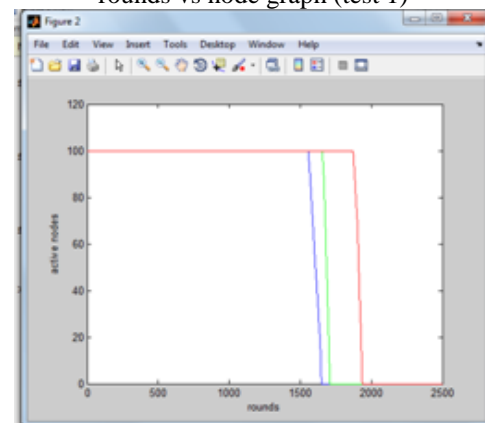 rounds vs node graph (test 1)
Figure 2
File Edit View Insert Tools Desktop Window Help
120
100
80
60
40
20
0
active nodes
0 500 1000 1500 2000 2500
rounds